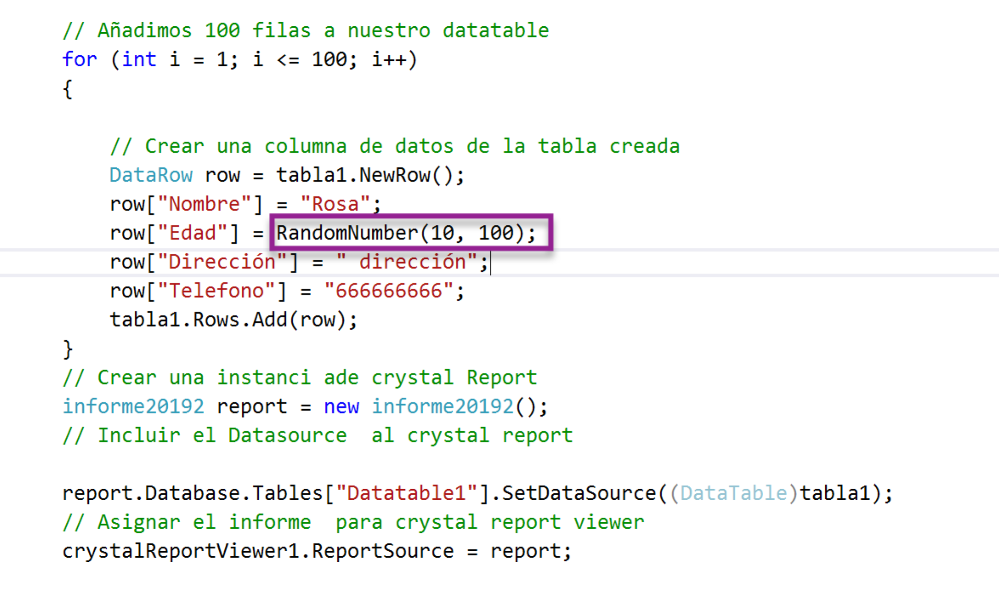 // Añadimos 100 filas a nuestro datatable
for (int i = 1; i <= 100; i++)
{
// Crear una columna de datos de la tabla creada
DataRow row = tabla1.NewRow();
row["Nombre"] = "Rosa";
row["Edad"] = RandomNumber(10, 100);
row["Dirección"] = " dirección";
row["Telefono"] = "666666666";
tabla1.Rows.Add(row);
}
// Crear una instanci ade crystal Report
informe20192 report = new informe20192();
// Incluir el Datasource  al crystal report
report.Database.Tables["Datatable1"].SetDataSource((DataTable)tabla1);
// Asignar el informe  para crystal report viewer
crystalReportViewer1.ReportSource = report;